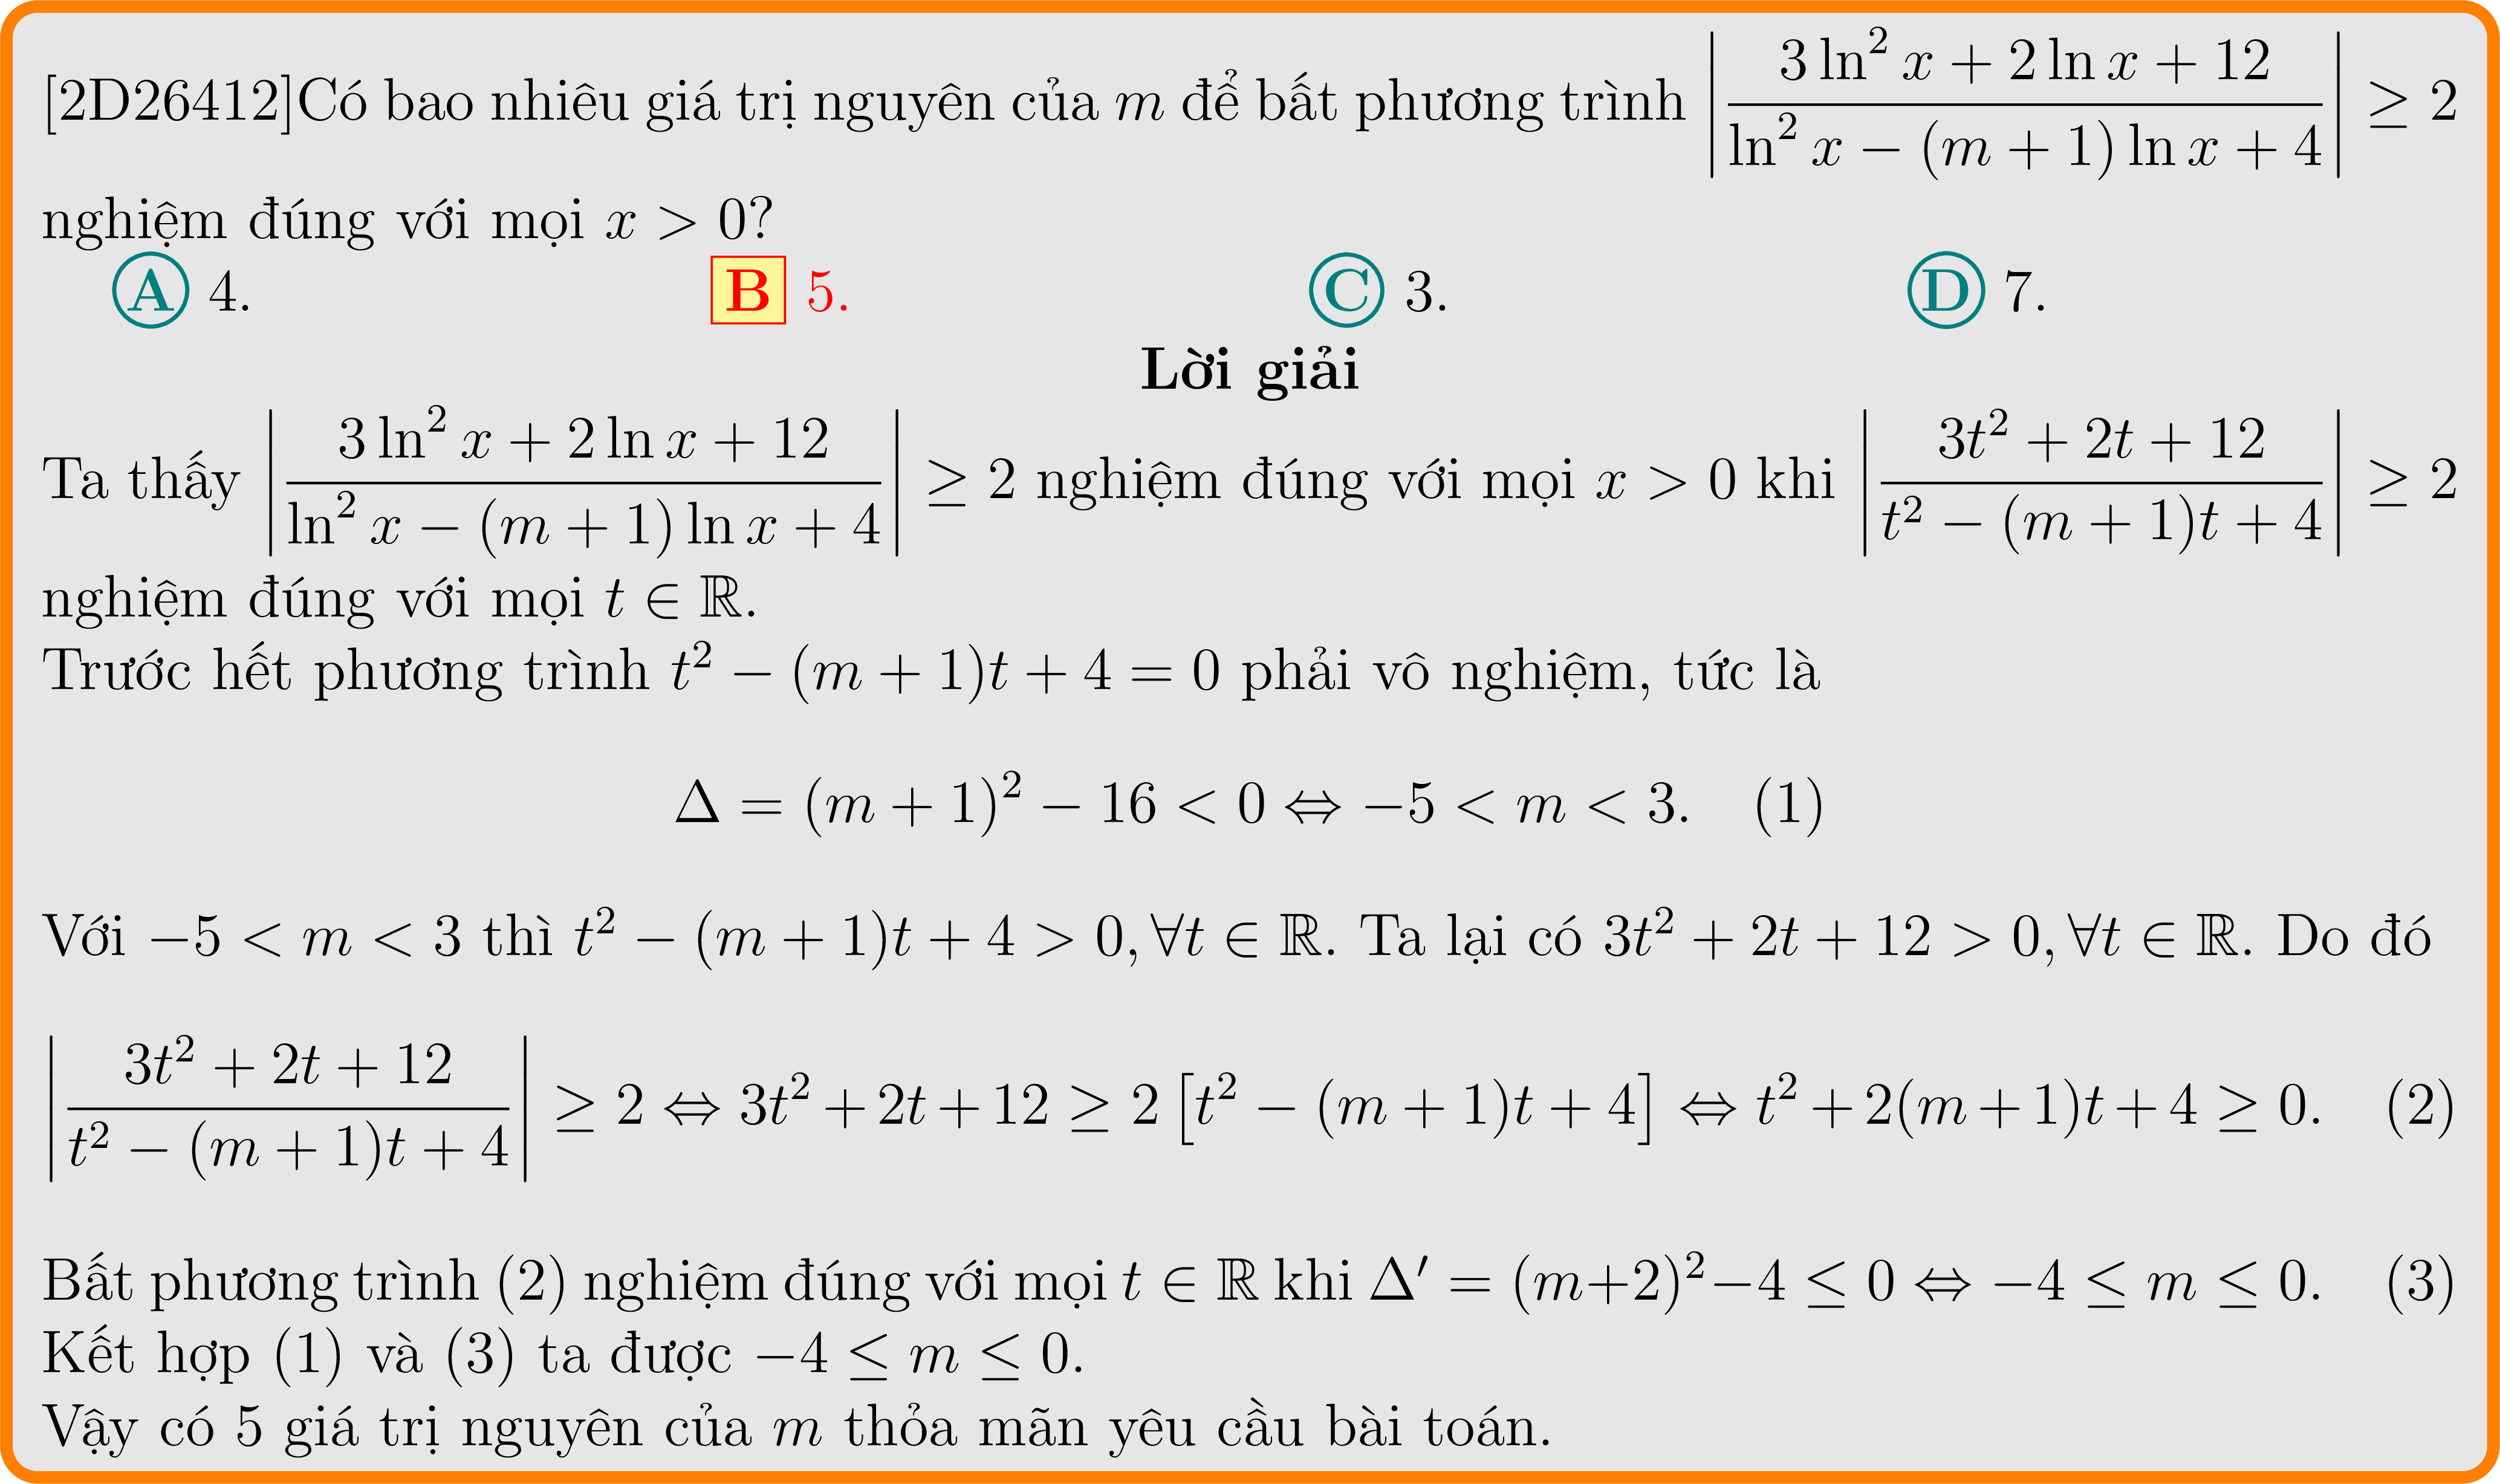 [2D26412]Có bao nhiêu giá trị nguyên của $m$ để bất phương trình $\left|\dfrac{3\ln^2 x + 2\ln x + 12}{\ln^2 x - (m+1)\ln x + 4}\right| \geq 2$
nghiệm đúng với mọi $x > 0$?
A 4. B 5. C 3. D 7.
Lời giải
Ta thấy $\left|\dfrac{3\ln^2 x + 2\ln x + 12}{\ln^2 x - (m+1)\ln x + 4}\right| \geq 2$ nghiệm đúng với mọi $x > 0$ khi $\left|\dfrac{3t^2 + 2t + 12}{t^2 - (m+1)t + 4}\right| \geq 2$
nghiệm đúng với mọi $t \in \mathbb{R}$.
Trước hết phương trình $t^2 - (m+1)t + 4 = 0$ phải vô nghiệm, tức là
$\Delta = (m+1)^2 - 16 < 0 \Leftrightarrow -5 < m < 3.$ (1)
Với $-5 < m < 3$ thì $t^2 - (m+1)t + 4 > 0, \forall t \in \mathbb{R}$. Ta lại có $3t^2 + 2t + 12 > 0, \forall t \in \mathbb{R}$. Do đó
$\left|\dfrac{3t^2 + 2t + 12}{t^2 - (m+1)t + 4}\right| \geq 2 \Leftrightarrow 3t^2 + 2t + 12 \geq 2\left[t^2 - (m+1)t + 4\right] \Leftrightarrow t^2 + 2(m+1)t + 4 \geq 0.$ (2)
Bất phương trình (2) nghiệm đúng với mọi $t \in \mathbb{R}$ khi $\Delta' = (m+2)^2 - 4 \leq 0 \Leftrightarrow -4 \leq m \leq 0.$ (3)
Kết hợp (1) và (3) ta được $-4 \leq m \leq 0$.
Vậy có 5 giá trị nguyên của $m$ thỏa mãn yêu cầu bài toán.